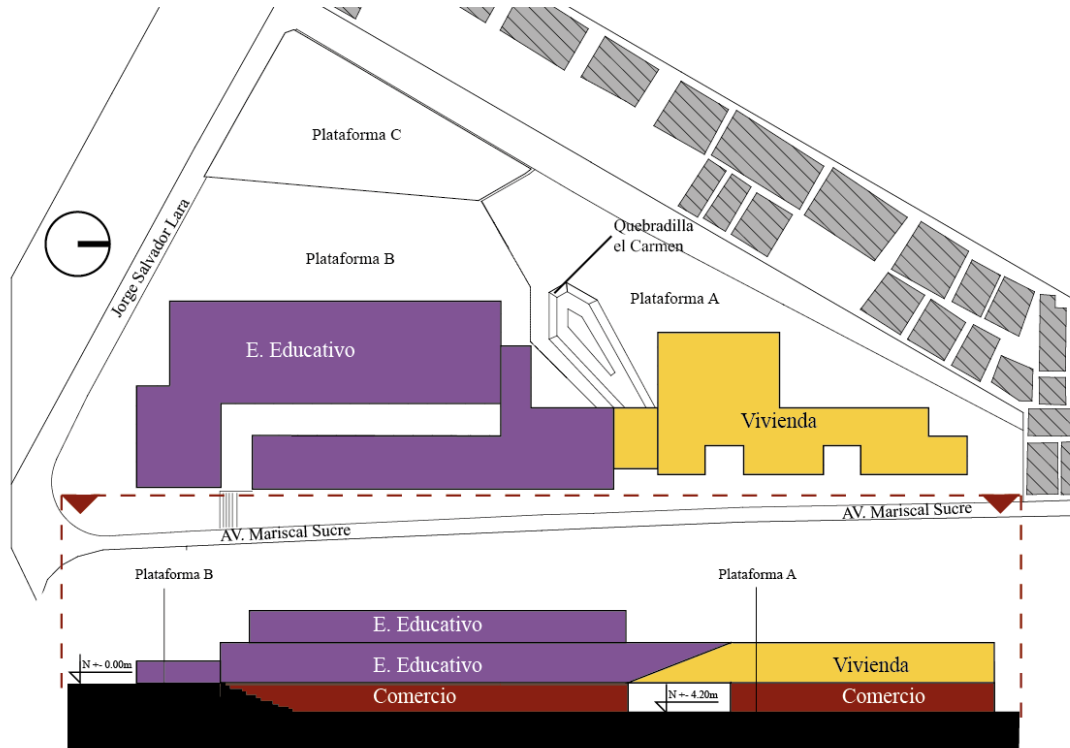 Plataforma C
Jorge Salvador Lara
Quebradilla
el Carmen
Plataforma B
Plataforma A
E. Educativo
Vivienda
AV. Mariscal Sucre
AV. Mariscal Sucre
Plataforma B
Plataforma A
E. Educativo
N +- 0.00m
E. Educativo
Vivienda
Comercio
N +- 4.20m
Comercio